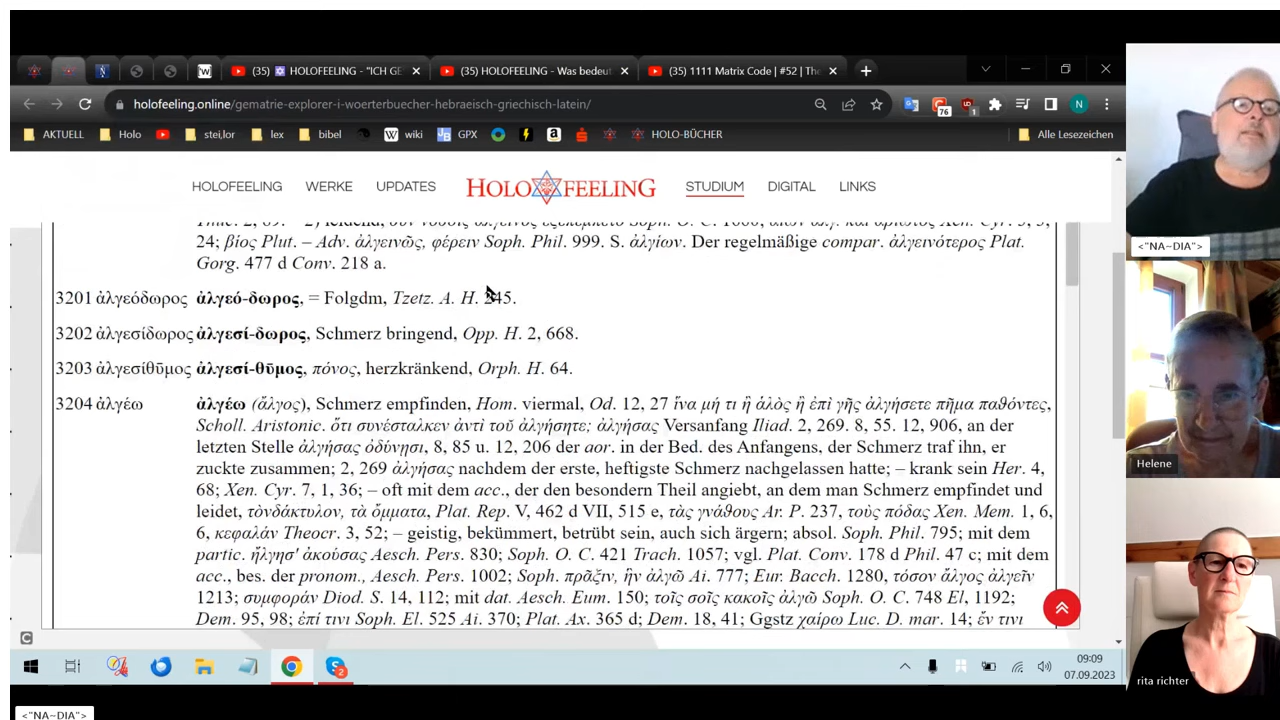 (35) ✡ HOLOFEELING - "ICH GE
(35) HOLOFEELING - Was bedeut
(35) 1111 Matrix Code | #52 | The
holofeeling.online/gematrie-explorer-i-woerterbuecher-hebraeisch-griechisch-latein/
76
1
N
AKTUELL
Holo
stei,lor
lex
bibel
wiki
GPX
HOLO-BÜCHER
Alle Lesezeichen
HOLOFEELING
WERKE
UPDATES
HOLO FEELING
STUDIUM
DIGITAL
LINKS
24; βίος Plut. – Adv. ἀλγεινῶς, φέρειν Soph. Phil. 999. S. ἀλγίων. Der regelmäßige compar. ἀλγεινότερος Plat.
Gorg. 477 d Conv. 218 a.
3201 ἀλγεόδωρος ἀλγεό-δωρος, = Folgdm, Tzetz. A. H. 245.
3202 ἀλγεσίδωρος ἀλγεσί-δωρος, Schmerz bringend, Opp. H. 2, 668.
3203 ἀλγεσίθῡμος ἀλγεσί-θῡμος, πόνος, herzkränkend, Orph. H. 64.
3204 ἀλγέω ἀλγέω (ἄλγος), Schmerz empfinden, Hom. viermal, Od. 12, 27 ἵνα μή τι ἢ ἁλὸς ἢ ἐπὶ γῆς ἀλγήσετε πῆμα παθόντες,
Scholl. Aristonic. ὅτι συνέσταλκεν ἀντὶ τοῦ ἀλγήσητε; ἀλγήσας Versanfang Iliad. 2, 269. 8, 55. 12, 906, an der
letzten Stelle ἀλγήσας ὀδύνῃσι, 8, 85 u. 12, 206 der aor. in der Bed. des Anfangens, der Schmerz traf ihn, er
zuckte zusammen; 2, 269 ἀλγήσας nachdem der erste, heftigste Schmerz nachgelassen hatte; – krank sein Her. 4,
68; Xen. Cyr. 7, 1, 36; – oft mit dem acc., der den besondern Theil angiebt, an dem man Schmerz empfindet und
leidet, τὸνδάκτυλον, τὰ ὄμματα, Plat. Rep. V, 462 d VII, 515 e, τὰς γνάθους Ar. P. 237, τοὺς πόδας Xen. Mem. 1, 6,
6, κεφαλάν Theocr. 3, 52; – geistig, bekümmert, betrübt sein, auch sich ärgern; absol. Soph. Phil. 795; mit dem
partic. ἤλγησ' ἀκούσας Aesch. Pers. 830; Soph. O. C. 421 Trach. 1057; vgl. Plat. Conv. 178 d Phil. 47 c; mit dem
acc., bes. der pronom., Aesch. Pers. 1002; Soph. πρᾶξιν, ἣν ἀλγῶ Ai. 777; Eur. Bacch. 1280, τόσον ἄλγος ἀλγεῖν
1213; συμφοράν Diod. S. 14, 112; mit dat. Aesch. Eum. 150; τοῖς σοῖς κακοῖς ἀλγῶ Soph. O. C. 748 El, 1192;
Dem. 95, 98; ἐπί τινι Soph. El. 525 Ai. 370; Plat. Ax. 365 d; Dem. 18, 41; Ggstz χαίρω Luc. D. mar. 14; ἔν τινι
09:09
07.09.2023
<"NA~DIA">
Helene
rita richter
<"NA~DIA">